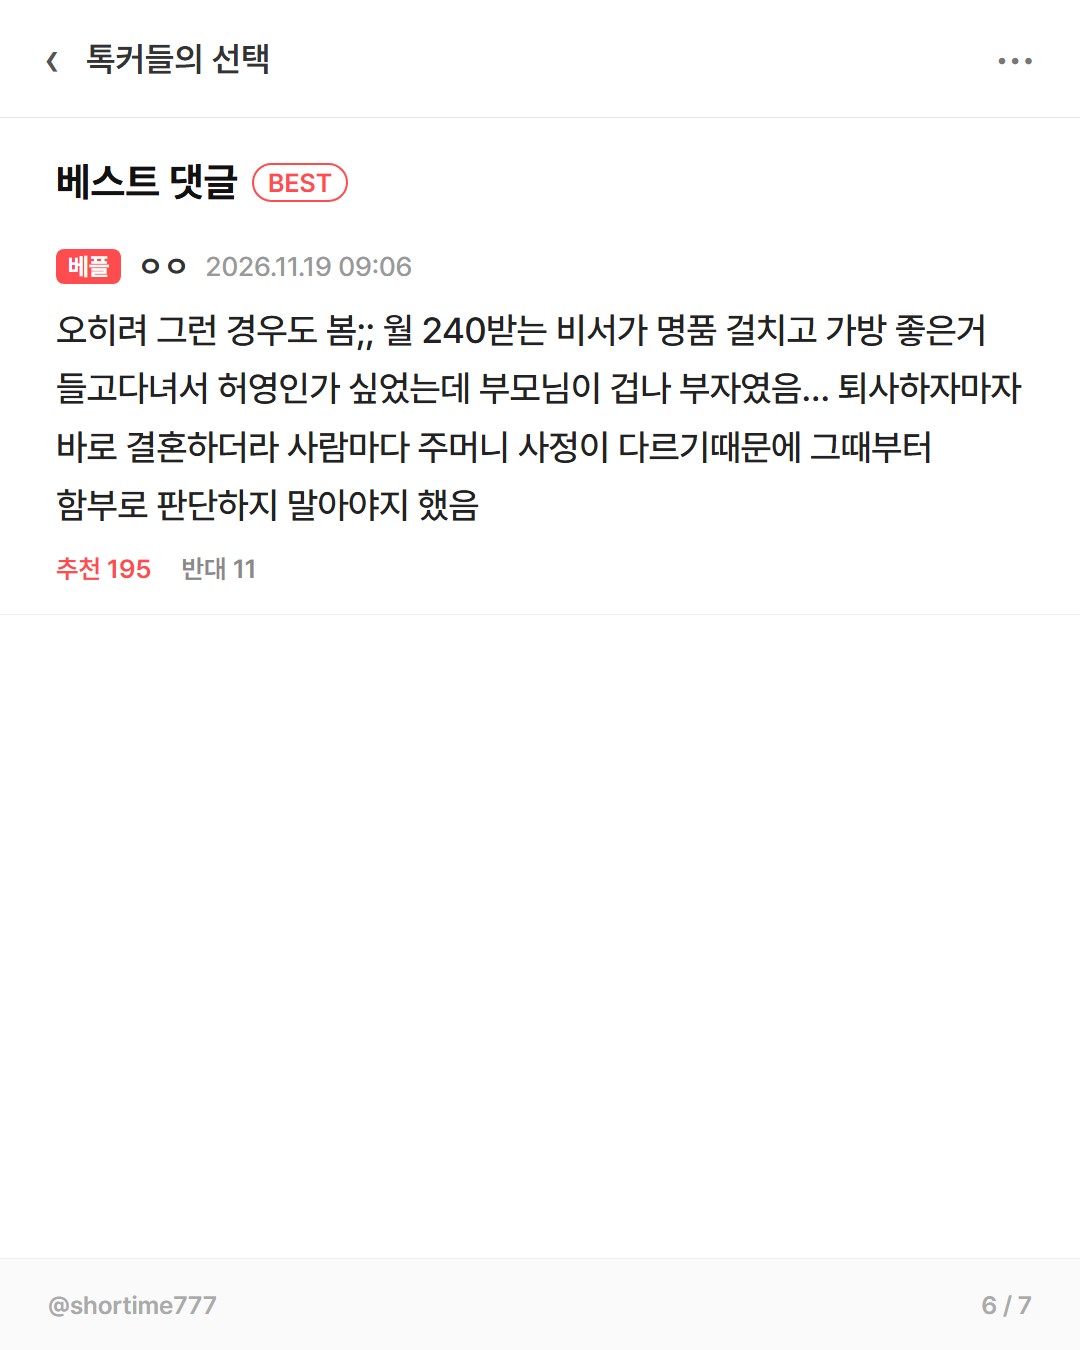 톡커들의 선택
베스트 댓글 BEST
베플 ㅇㅇ 2026.11.19 09:06
오히려 그런 경우도 봄;; 월 240받는 비서가 명품 걸치고 가방 좋은거
들고다녀서 허영인가 싶었는데 부모님이 겁나 부자였음... 퇴사하자마자
바로 결혼하더라 사람마다 주머니 사정이 다르기때문에 그때부터
함부로 판단하지 말아야지 했음
추천 195 반대 11
@shortime777 6 / 7